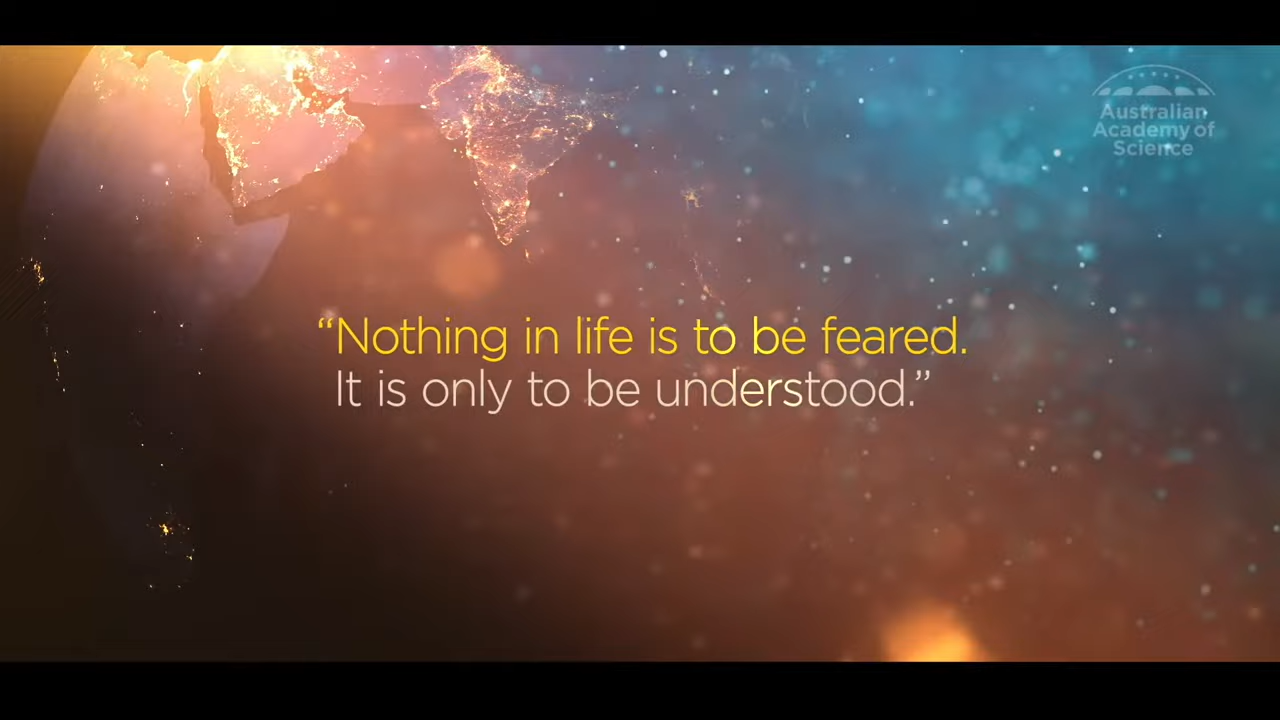 Australian
Academy of
Science
“Nothing in life is to be feared.
It is only to be understood.”